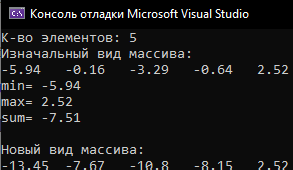 Консоль отладки Microsoft Visual Studio
К-во элементов: 5
Изначальный вид массива:
-5.94 -0.16 -3.29 -0.64 2.52
min= -5.94
max= 2.52
sum= -7.51
Новый вид массива:
-13.45 -7.67 -10.8 -8.15 2.52